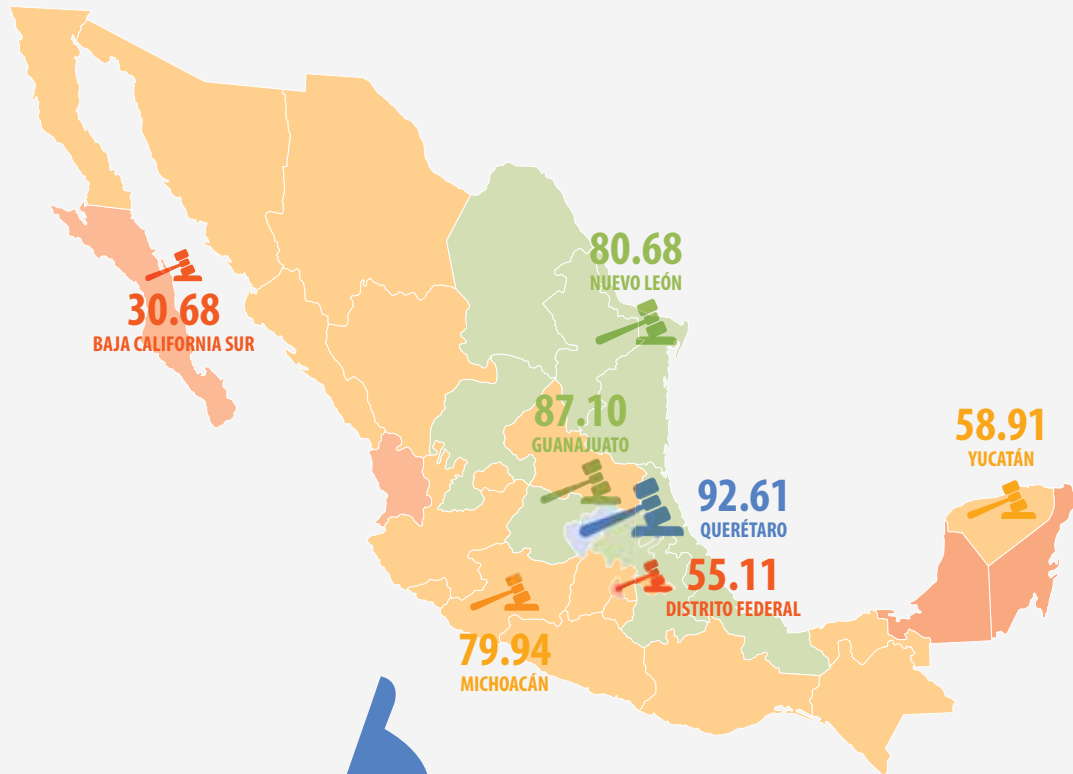 80.68
NUEVO LEÓN
30.68
BAJA CALIFORNIA SUR
87.10
GUANAJUATO
58.91
YUCATÁN
92.61
QUERÉTARO
55.11
DISTRITO FEDERAL
79.94
MICHOACÁN